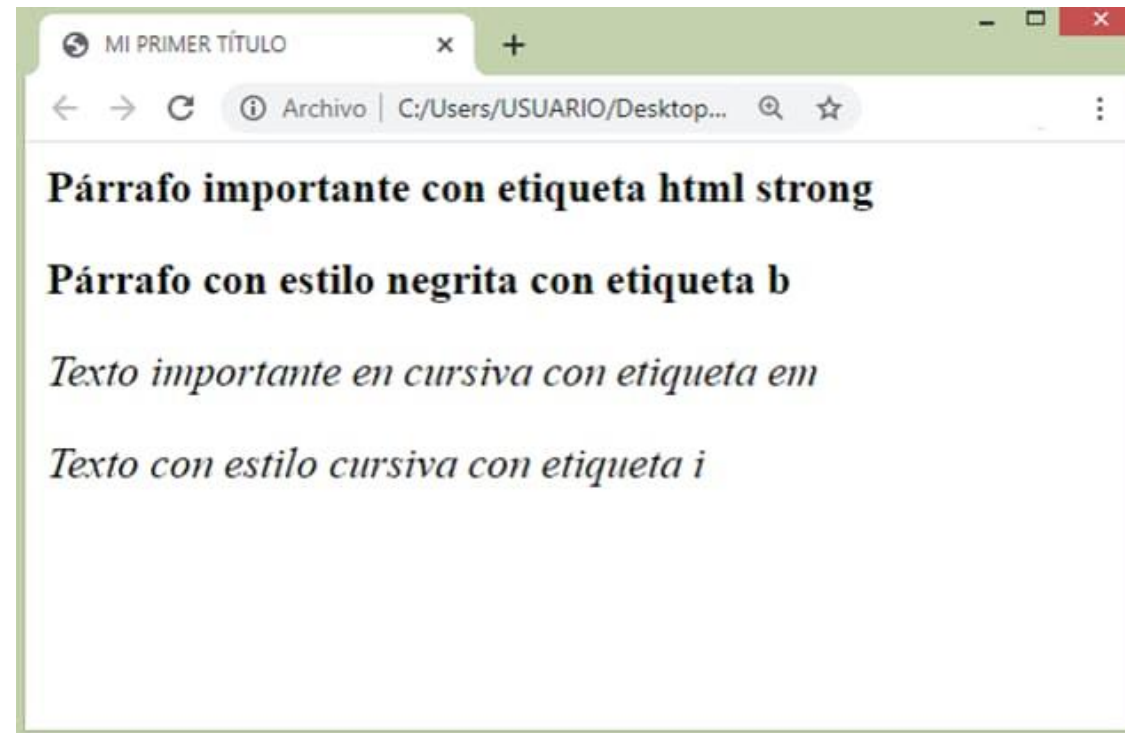 MI PRIMER TÍTULO
Archivo | C:/Users/USUARIO/Desktop...
Párrafo importante con etiqueta html strong
Párrafo con estilo negrita con etiqueta b
Texto importante en cursiva con etiqueta em
Texto con estilo cursiva con etiqueta i